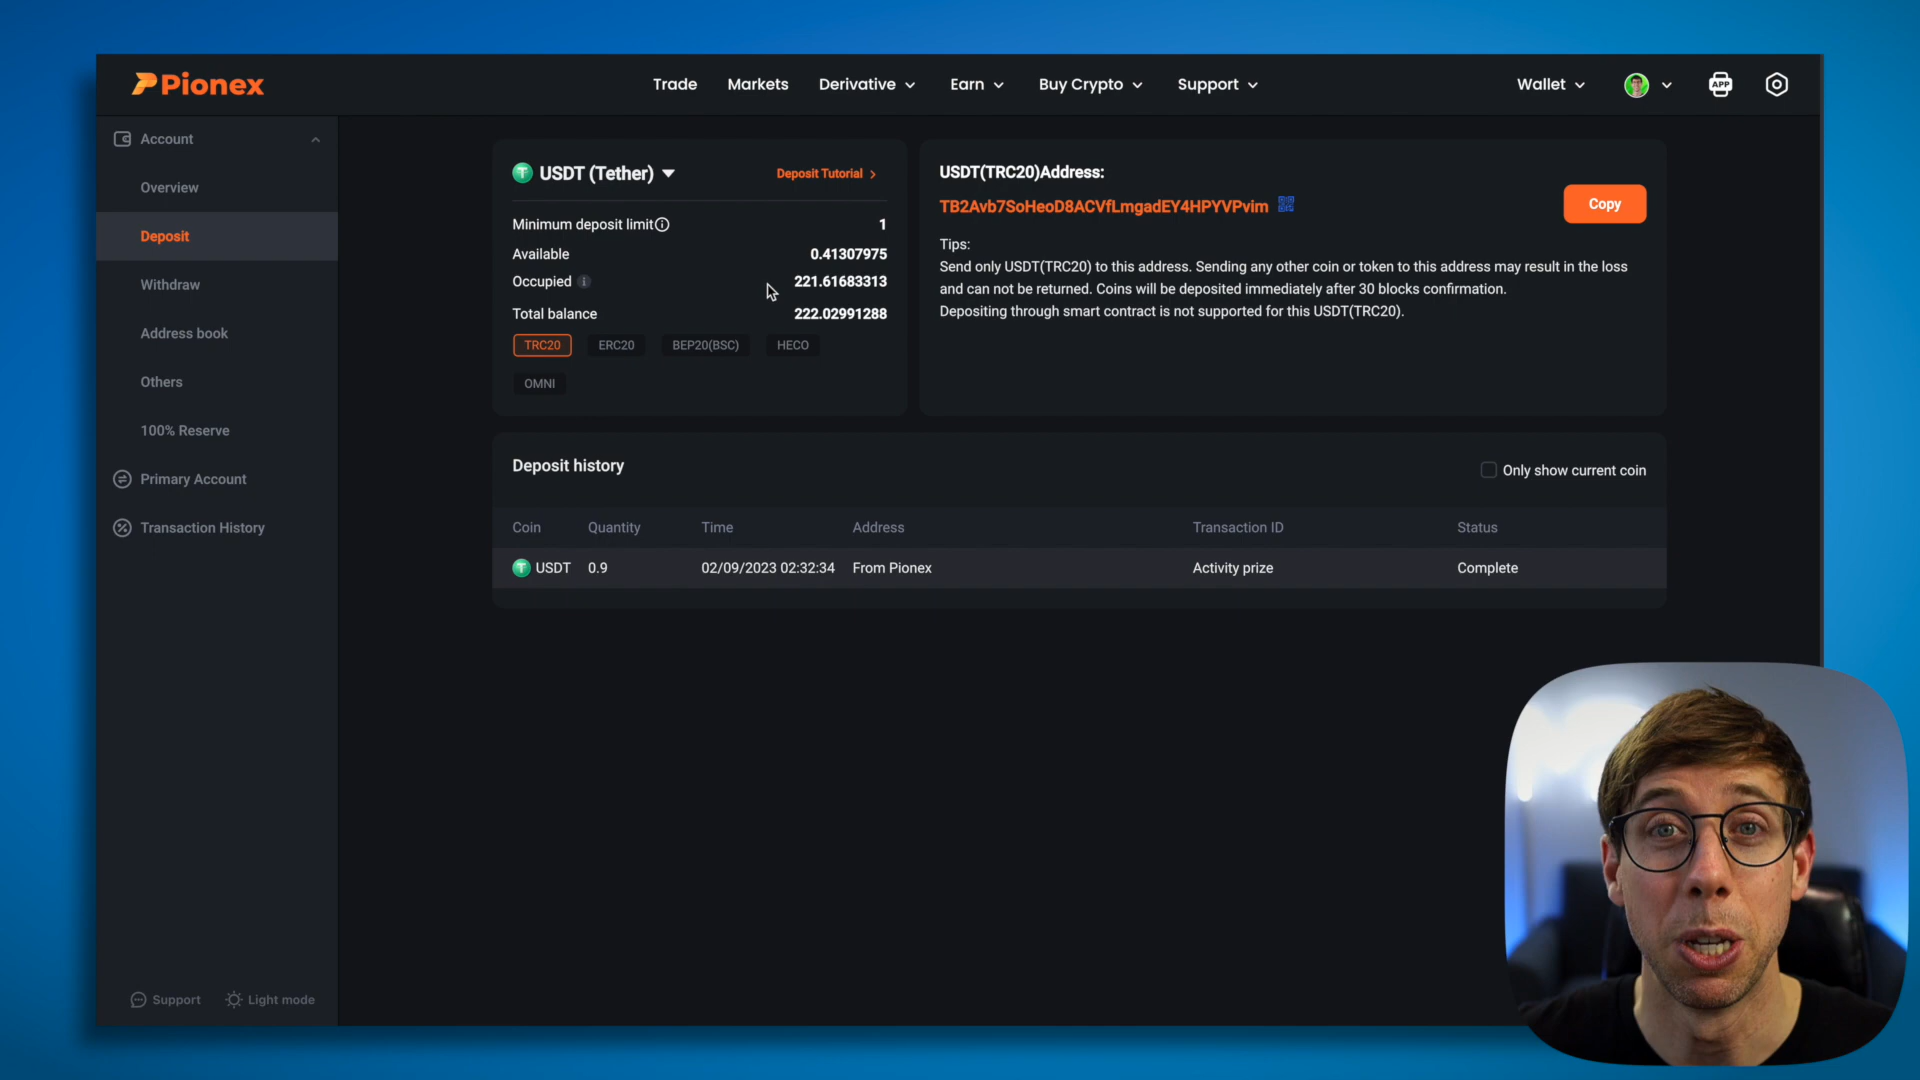 Pionex
Trade
Markets
Derivative
Earn
Buy Crypto
Support
Wallet
APP
Account
Overview
Deposit
Withdraw
Address book
Others
100% Reserve
Primary Account
Transaction History
Support
Light mode
USDT (Tether)
Deposit Tutorial
Minimum deposit limit 1
Available 0.41307975
Occupied 221.61683313
Total balance 222.02991288
TRC20 ERC20 BEP20(BSC) HECO
OMNI
USDT(TRC20)Address:
TB2Avb7SoHeoD8ACVfLmgadEY4HPYVPvim
Copy
Tips:
Send only USDT(TRC20) to this address. Sending any other coin or token to this address may result in the loss
and can not be returned. Coins will be deposited immediately after 30 blocks confirmation.
Depositing through smart contract is not supported for this USDT(TRC20).
Deposit history
Only show current coin
Coin Quantity Time Address Transaction ID Status
USDT 0.9 02/09/2023 02:32:34 From Pionex Activity prize Complete